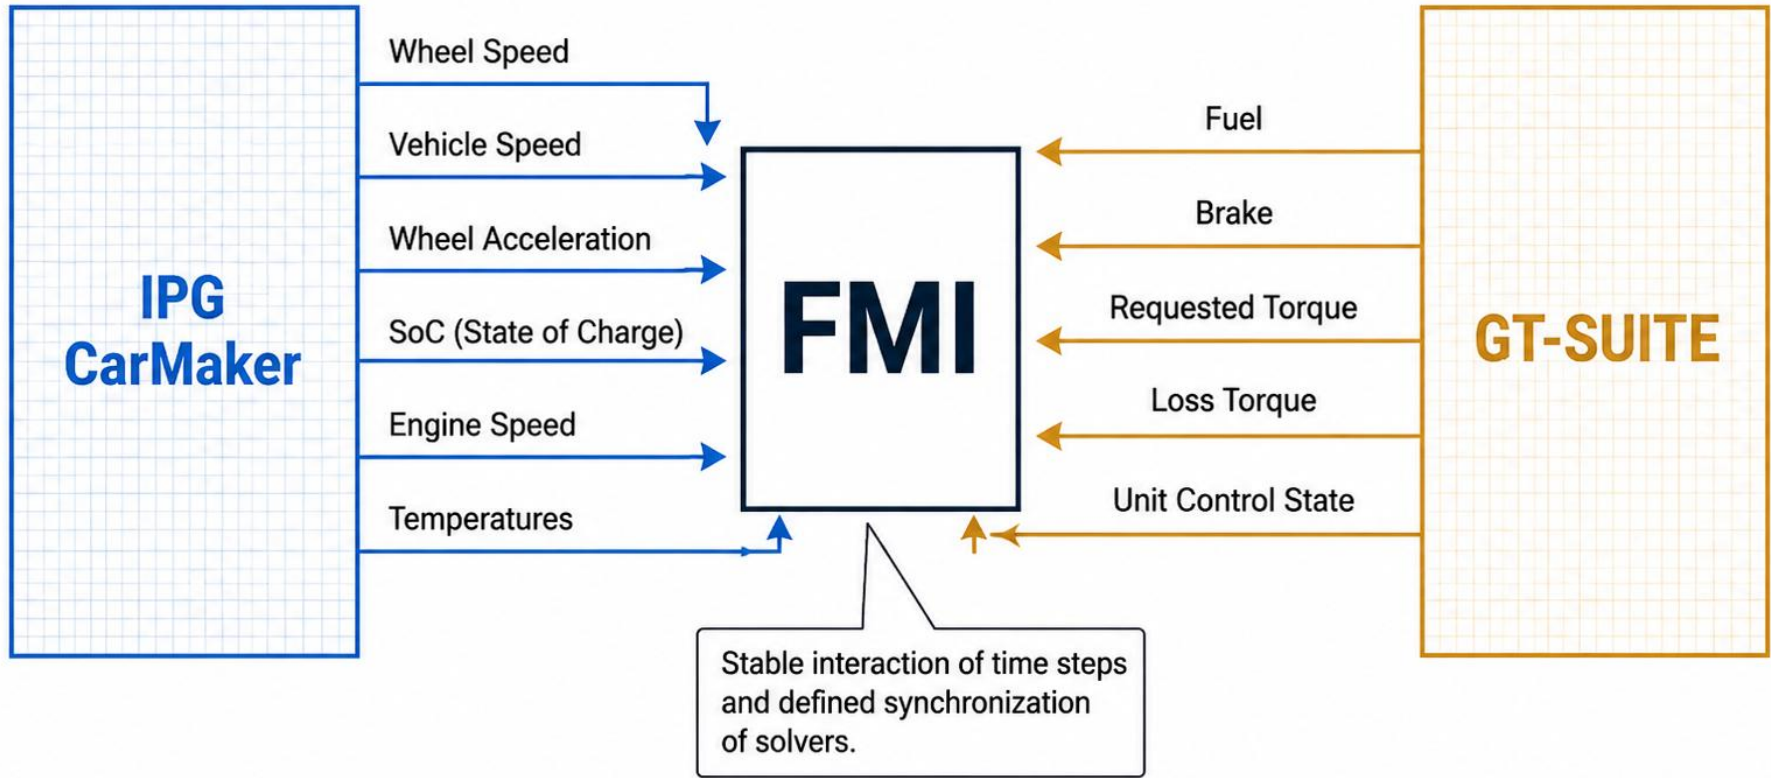 IPG
CarMaker
Wheel Speed
Vehicle Speed
Wheel Acceleration
SoC (State of Charge)
Engine Speed
Temperatures
FMI
Fuel
Brake
Requested Torque
Loss Torque
Unit Control State
GT-SUITE
Stable interaction of time steps
and defined synchronization
of solvers.